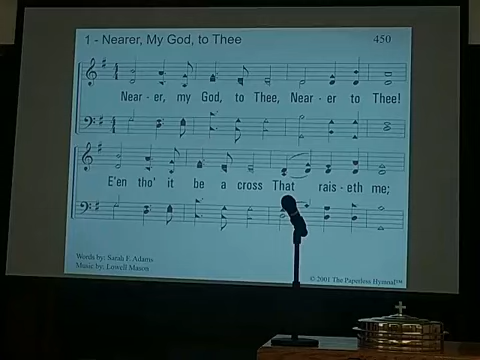 1 - Nearer, My God, to Thee
450
Near - er, my God, to Thee, Near - er to Thee!
E'en tho' it be a cross That rais - eth me;
Words by: Sarah F. Adams
Music by: Lowell Mason
© 2001 The Paperless Hymnal™